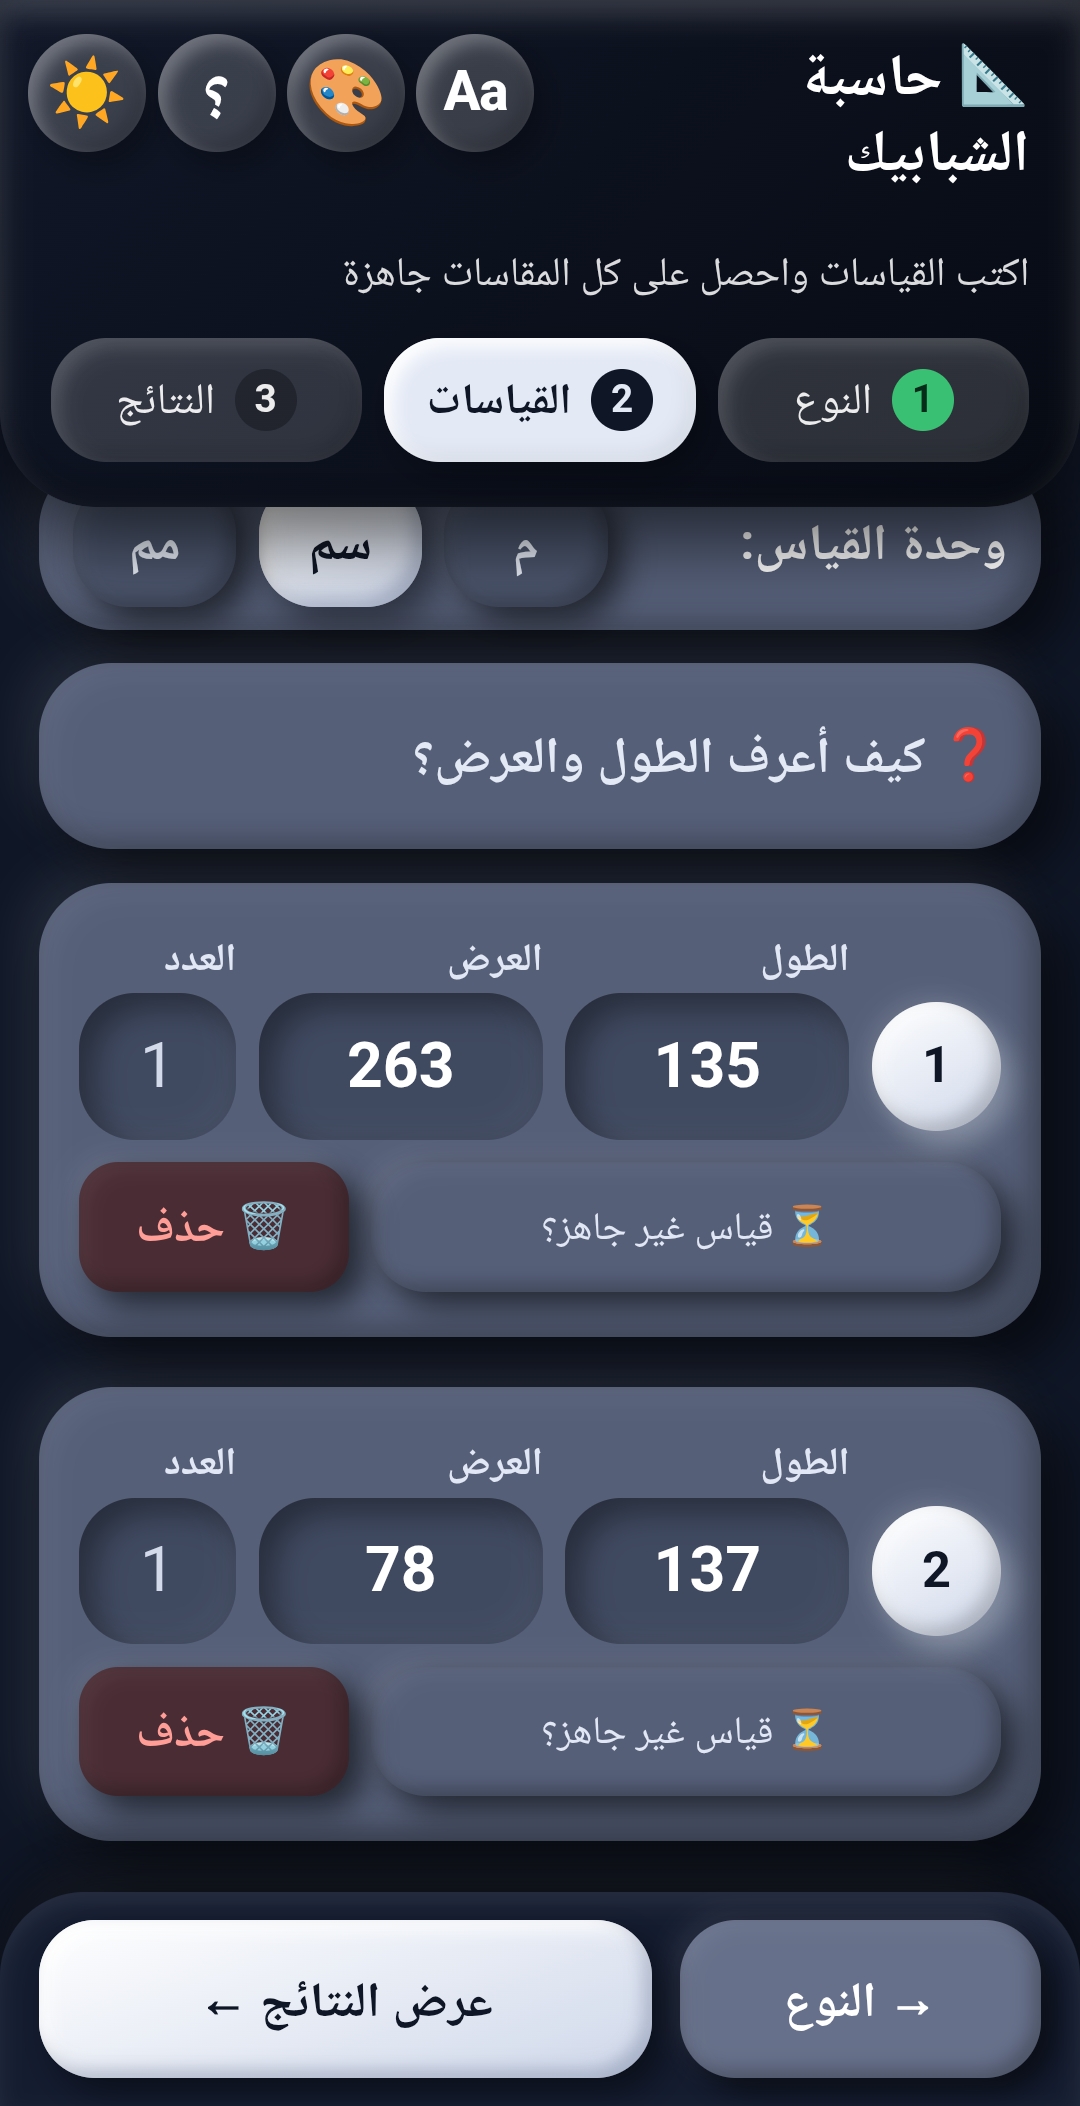 📐 حاسبة
الشبابيك
Aa
؟
اكتب القياسات واحصل على كل المقاسات جاهزة
1 النوع
2 القياسات
3 النتائج
وحدة القياس:
م
سم
مم
❓ كيف أعرف الطول والعرض؟
الطول العرض العدد
1 135 263 1
⏳ قياس غير جاهز؟
🗑️ حذف
الطول العرض العدد
2 137 78 1
⏳ قياس غير جاهز؟
🗑️ حذف
→ النوع
عرض النتائج ←